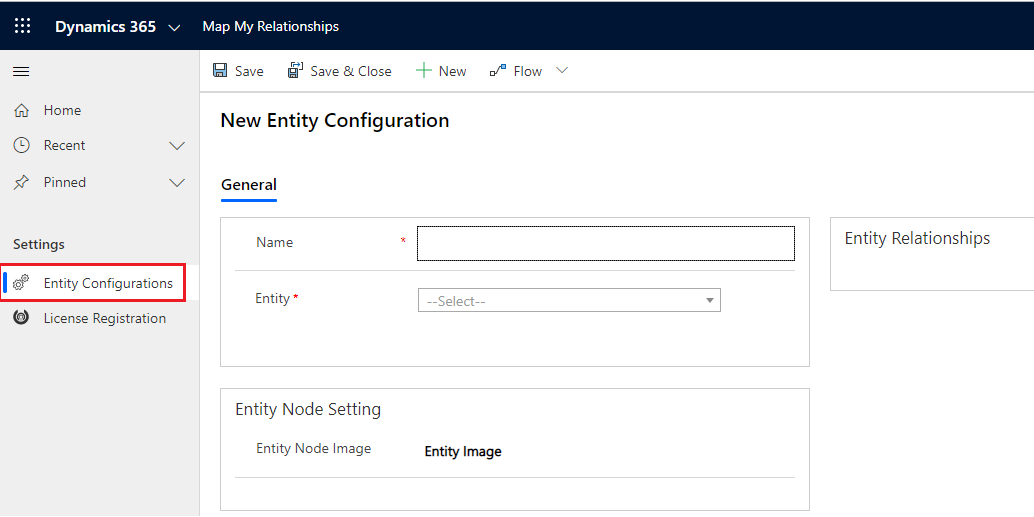 Dynamics 365 Map My Relationships
Save Save & Close New Flow
Home
Recent
Pinned
Settings
Entity Configurations
License Registration
New Entity Configuration
General
Name *
Entity * --Select--
Entity Relationships
Entity Node Setting
Entity Node Image Entity Image